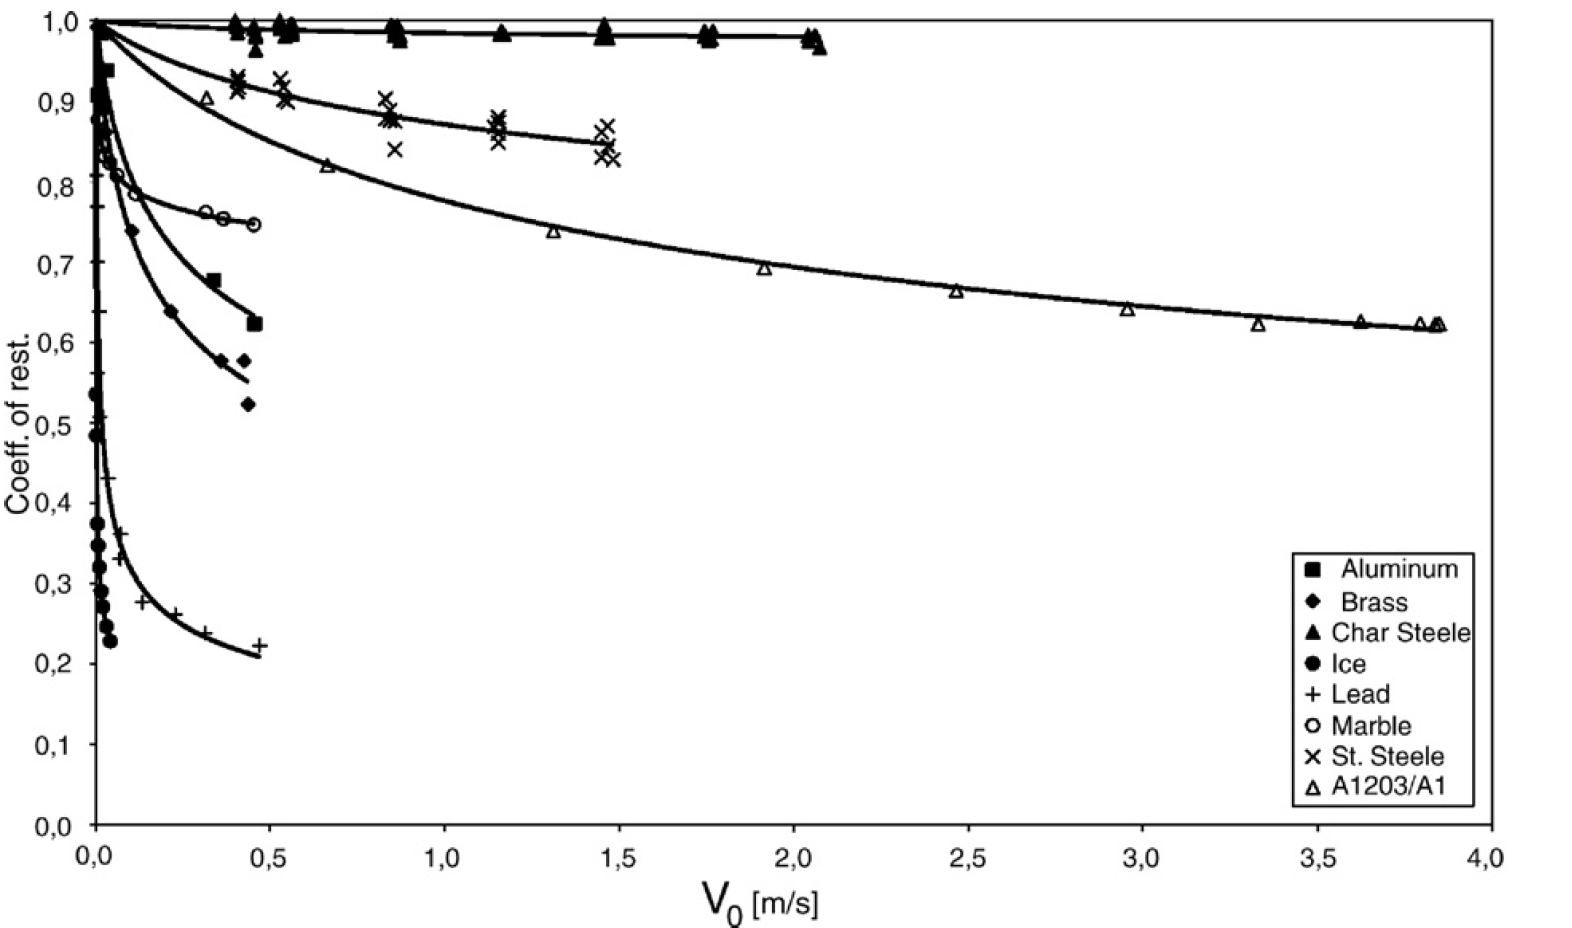 1,0
0,9
0,8
0,7
0,6
0,5
0,4
0,3
0,2
0,1
0,0
Coeff. of rest.
0,0 0,5 1,0 1,5 2,0 2,5 3,0 3,5 4,0
V0 [m/s]
Aluminum
Brass
Char Steele
Ice
Lead
Marble
St. Steele
A1203/A1